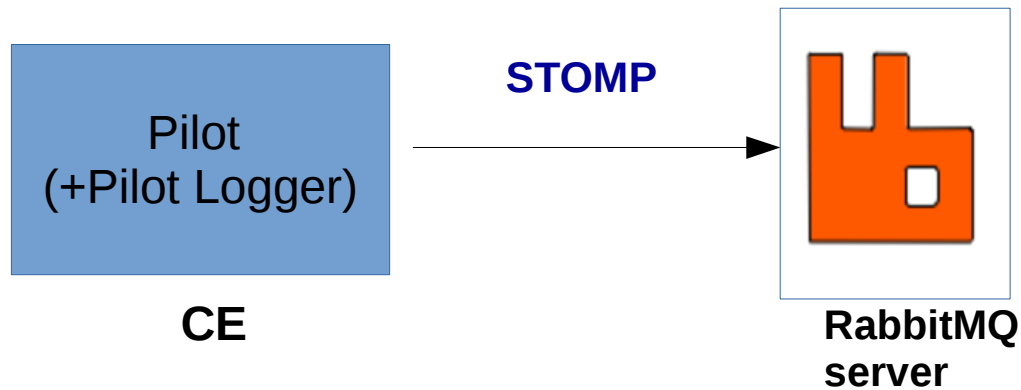 STOMP
Pilot
(+Pilot Logger)
CE
RabbitMQ
server